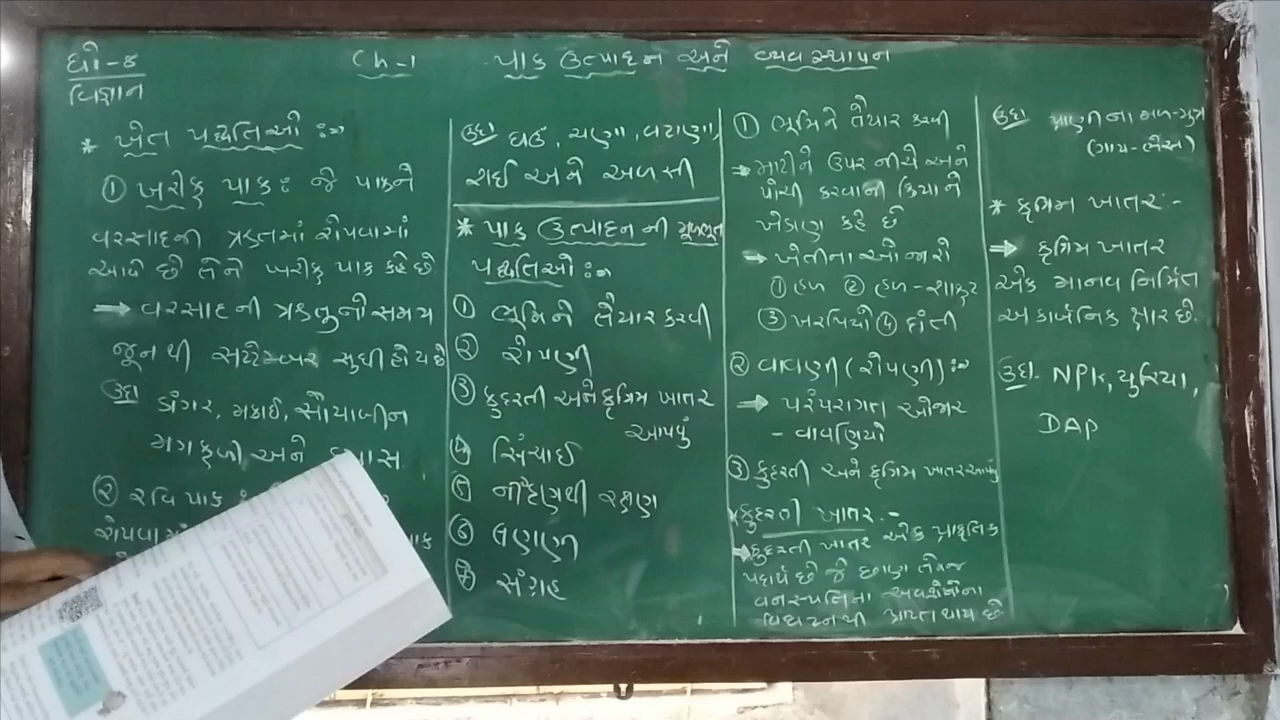 ધો-૮
વિજ્ઞાન
Ch-1 પાક ઉત્પાદન અને વ્યવસ્થાપન
* ખેત પદ્ધતિઓ :-
① ખરીફ પાક : જે પાકને
વરસાદની ઋતુમાં રોપવામાં
આવે છે તેને ખરીફ પાક કહે છે.
⇒ વરસાદની ઋતુનો સમય
જૂન થી સપ્ટેમ્બર સુધી હોય છે
ઉદા ડાંગર, મકાઈ, સોયાબીન
મગફળી અને
② રવિ પાક :
રોપવામાં
ઉદા ઘઉં, ચણા, વટાણા,
રાઈ અને અળસી
* પાક ઉત્પાદન ની મૂળભૂત
પદ્ધતિઓ :-
① ભૂમિને તૈયાર કરવી
② રોપણી
③ કુદરતી અને કૃત્રિમ ખાતર
આપવું
④ સિંચાઈ
⑤ નીંદણથી રક્ષણ
⑥ લણણી
⑦ સંગ્રહ
① ભૂમિને તૈયાર કરવી
⇒ માટીને ઉપર નીચે અને
પોચી કરવાની ક્રિયાને
ખેડાણ કહે છે
⇒ ખેતીના ઓજારો
① હળ ② હળ-શાફ્ટ
③ ખરપિયો ④ દાંતી
② વાવણી (રોપણી) :-
⇒ પરંપરાગત ઓજાર
- વાવણિયો
③ કુદરતી અને કૃત્રિમ ખાતર આપવું
* કુદરતી ખાતર :-
⇒ કુદરતી ખાતર એક પ્રાકૃતિક
પદાર્થ છે જે છાણ તેમજ
વનસ્પતિના અવશેષોના
વિઘટનથી પ્રાપ્ત થાય છે
ઉદા પ્રાણીના મળ-મુત્ર
(ગાય-ભેંસ)
* કૃત્રિમ ખાતર :-
⇒ કૃત્રિમ ખાતર
એક માનવ નિર્મિત
અકાર્બનિક ક્ષાર છે.
ઉદા. NPK, યુરિયા,
DAP